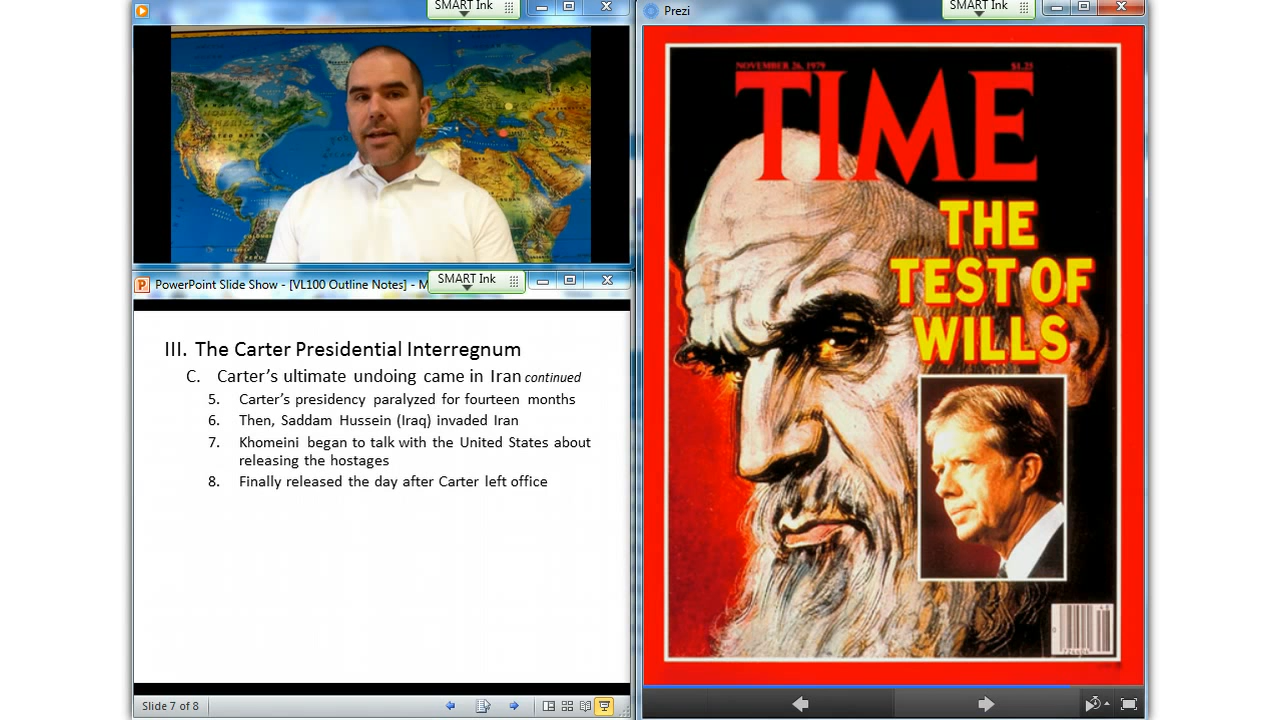 SMART Ink
PowerPoint Slide Show - [VL100 Outline Notes] - M
SMART Ink
III. The Carter Presidential Interregnum
C. Carter's ultimate undoing came in Iran continued
5. Carter's presidency paralyzed for fourteen months
6. Then, Saddam Hussein (Iraq) invaded Iran
7. Khomeini began to talk with the United States about
releasing the hostages
8. Finally released the day after Carter left office
Slide 7 of 8
Prezi
SMART Ink
NOVEMBER 26, 1979
$1.25
TIME
THE
TEST OF
WILLS